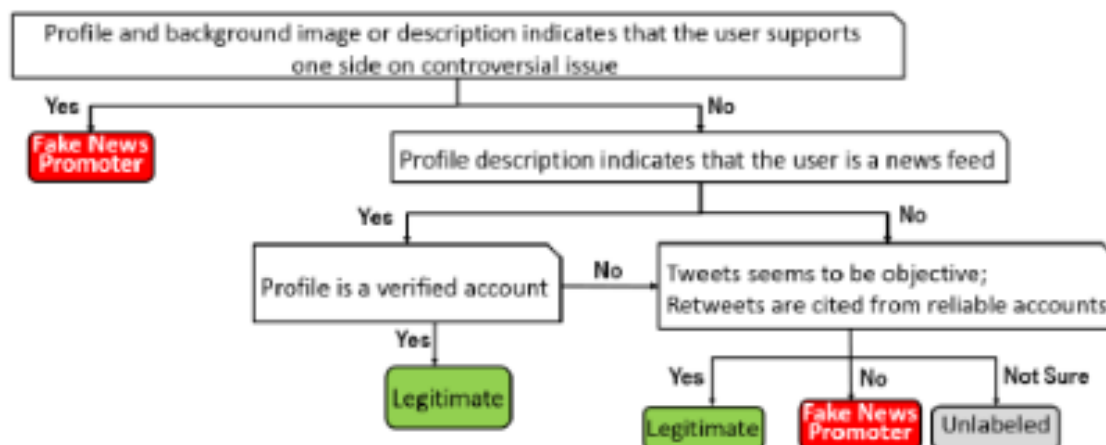 Profile and background image or description indicates that the user supports
one side on controversial issue
Yes
No
Fake News
Promoter
Profile description indicates that the user is a news feed
Yes
No
Profile is a verified account
No
Tweets seems to be objective;
Retweets are cited from reliable accounts
Yes
Legitimate
Yes
No
Not Sure
Legitimate
Fake News
Promoter
Unlabeled